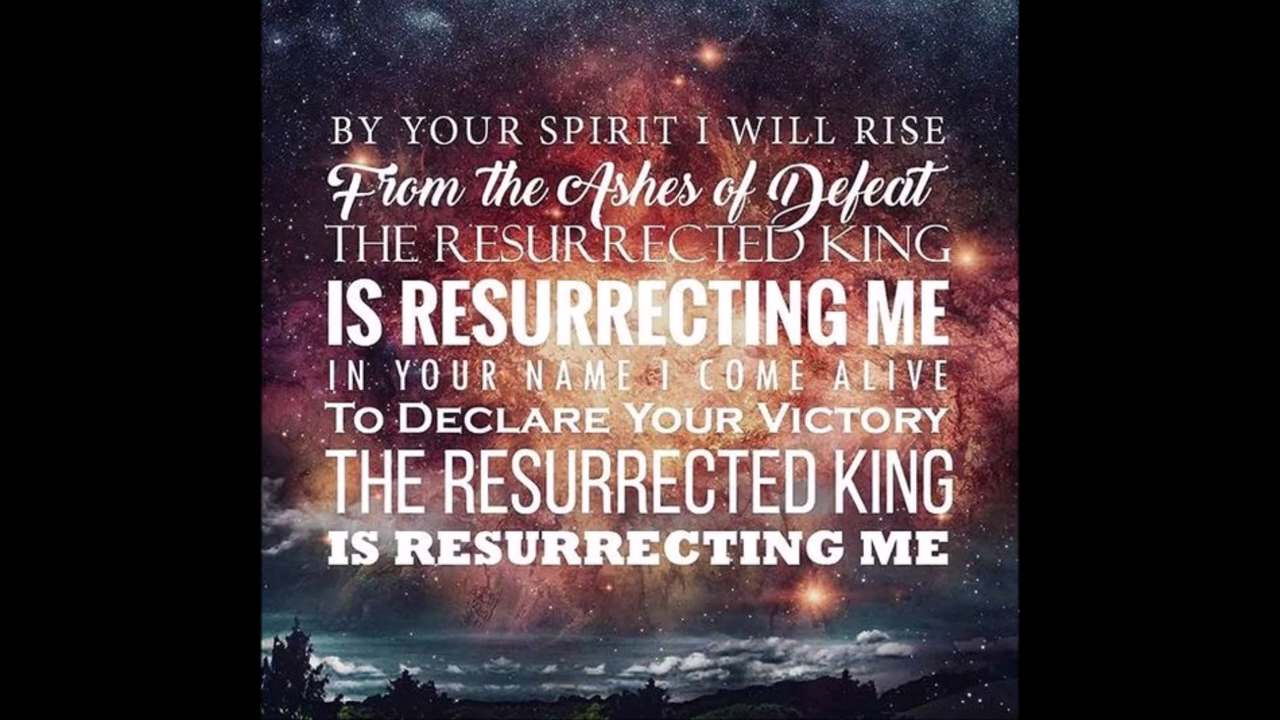 BY YOUR SPIRIT I WILL RISE
From the Ashes of Defeat
THE RESURRECTED KING
IS RESURRECTING ME
IN YOUR NAME I COME ALIVE
TO DECLARE YOUR VICTORY
THE RESURRECTED KING
IS RESURRECTING ME